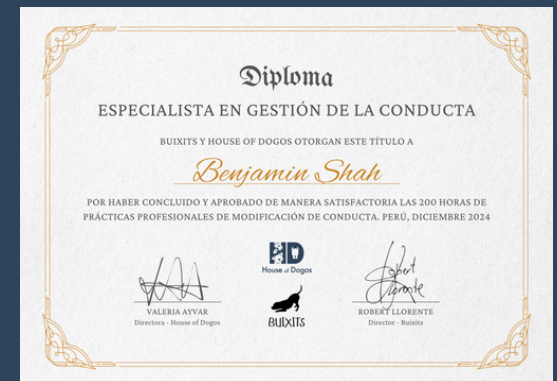 Diploma
ESPECIALISTA EN GESTIÓN DE LA CONDUCTA
BUIXITS Y HOUSE OF DOGOS OTORGAN ESTE TÍTULO A
Benjamin Shah
POR HABER CONCLUIDO Y APROBADO DE MANERA SATISFACTORIA LAS 200 HORAS DE
PRÁCTICAS PROFESIONALES DE MODIFICACIÓN DE CONDUCTA. PERÚ, DICIEMBRE 2024
HD
House of Dogos
BUIXITS
VALERIA AYVAR
Directora - House of Dogos
Robert
Llorente
ROBERT LLORENTE
Director - Buixits